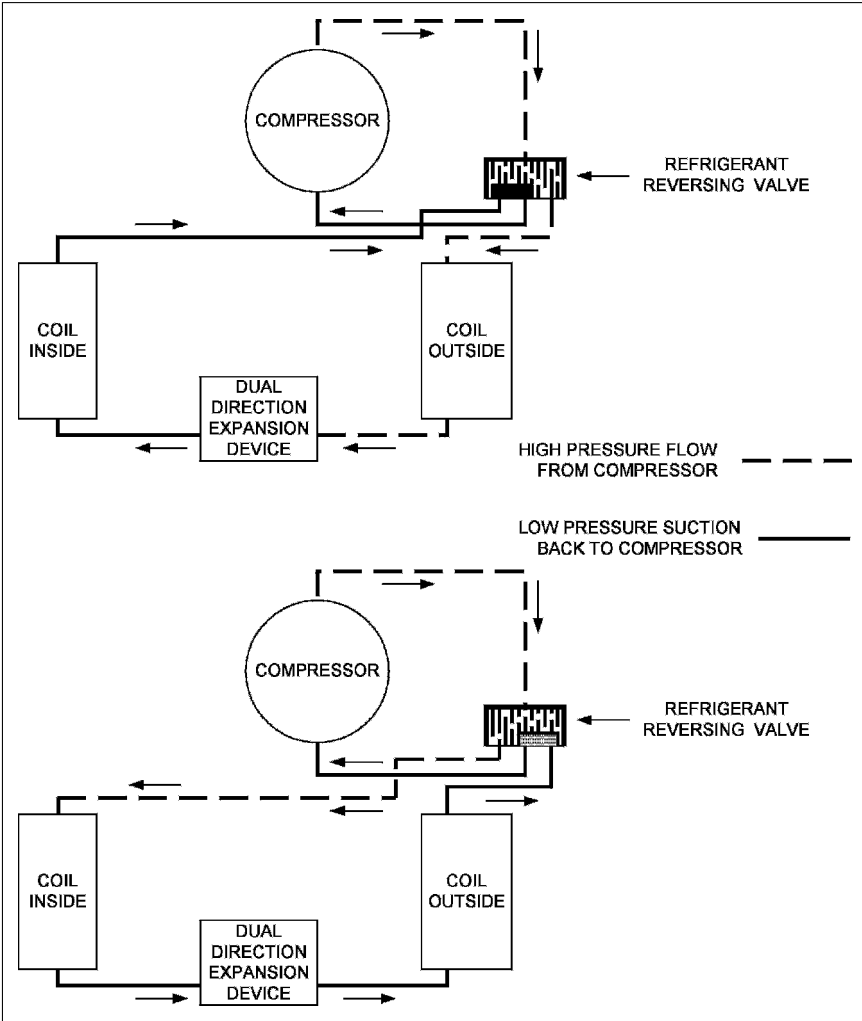 COMPRESSOR
REFRIGERANT
REVERSING VALVE
COIL
INSIDE
COIL
OUTSIDE
DUAL
DIRECTION
EXPANSION
DEVICE
HIGH PRESSURE FLOW
FROM COMPRESSOR
LOW PRESSURE SUCTION
BACK TO COMPRESSOR
COMPRESSOR
REFRIGERANT
REVERSING VALVE
COIL
INSIDE
COIL
OUTSIDE
DUAL
DIRECTION
EXPANSION
DEVICE